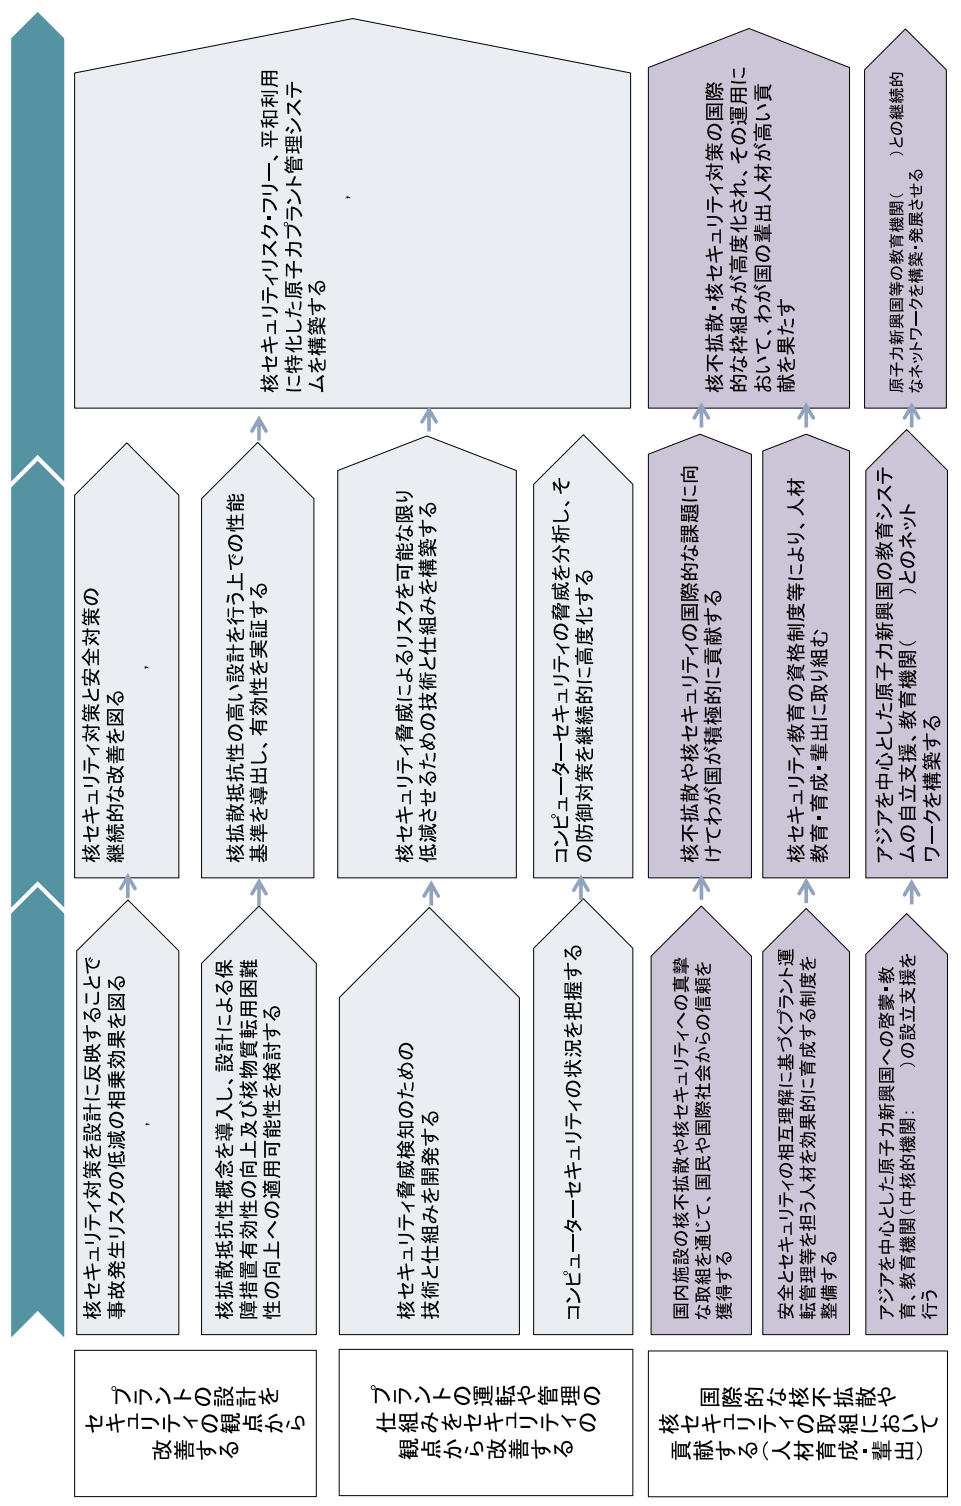 プラントの設計を
セキュリティの観点から
改善する
核セキュリティ対策を設計に反映することで
事故発生リスクの低減の相乗効果を図る
,
核セキュリティ対策と安全対策の
継続的な改善を図る
,
核拡散抵抗性概念を導入し、設計による保
障措置有効性の向上及び核物質転用困難
性の向上への適用可能性を検討する
核拡散抵抗性の高い設計を行う上での性能
基準を導出し、有効性を実証する
核セキュリティリスク・フリー、平和利用
に特化した原子力プラント管理システ
ムを構築する
,
プラントの運転や管理の
仕組みをセキュリティの
観点から改善する
核セキュリティ脅威検知のための
技術と仕組みを開発する
核セキュリティ脅威によるリスクを可能な限り
低減させるための技術と仕組みを構築する
コンピューターセキュリティの状況を把握する
コンピューターセキュリティの脅威を分析し、そ
の防御対策を継続的に高度化する
国際的な核不拡散や
核セキュリティの取組において
貢献する（人材育成・輩出）
国内施設の核不拡散や核セキュリティへの真摯
な取組を通じて、国民や国際社会からの信頼を
獲得する
核不拡散や核セキュリティの国際的な課題に向
けてわが国が積極的に貢献する
安全とセキュリティの相互理解に基づくプラント運
転管理等を担う人材を効果的に育成する制度を
整備する
核セキュリティ教育の資格制度等により、人材
教育・育成・輩出に取り組む
核不拡散・核セキュリティ対策の国際
的な枠組みが高度化され、その運用に
おいて、わが国の輩出人材が高い貢
献を果たす
アジアを中心とした原子力新興国への啓蒙・教
育、教育機関（中核的機関：　　　）の設立支援を
行う
アジアを中心とした原子力新興国の教育システ
ムの自立支援、教育機関（　　　）とのネット
ワークを構築する
原子力新興国等の教育機関（　　　）との継続的
なネットワークを構築・発展させる